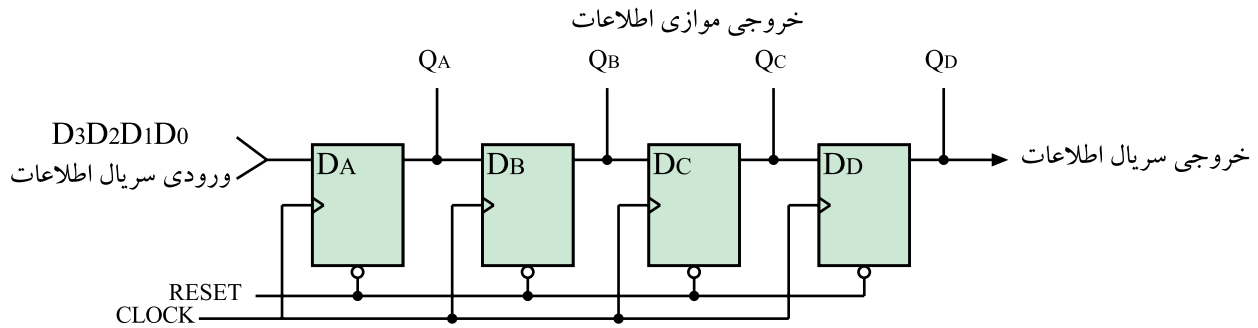 خروجی موازی اطلاعات
QA QB QC QD
D3D2D1D0
ورودی سریال اطلاعات
DA DB DC DD
خروجی سریال اطلاعات
RESET
CLOCK